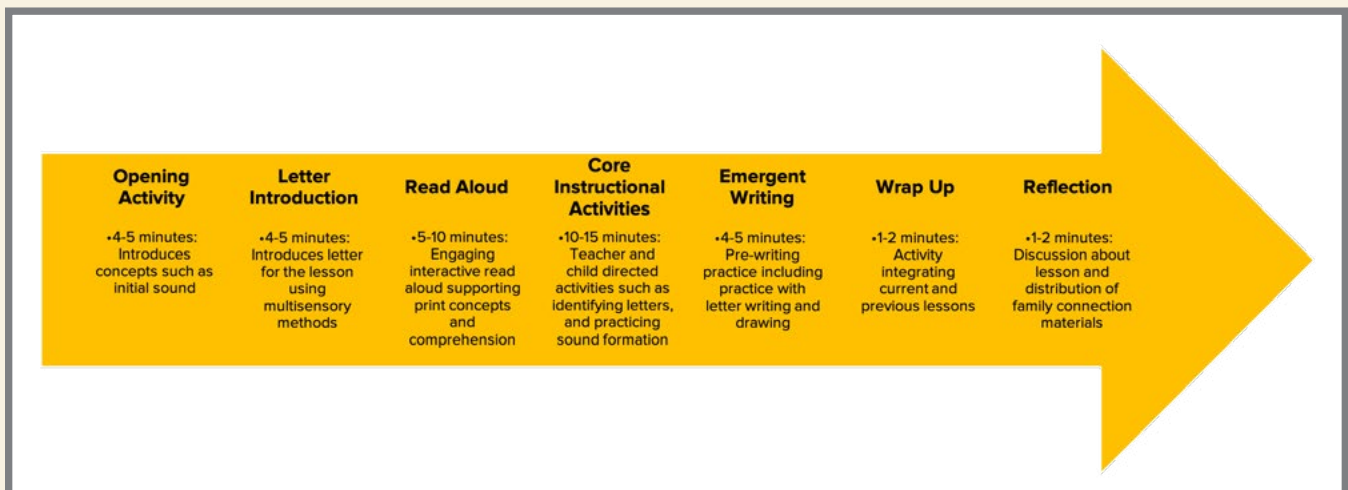 Opening
Activity
•4-5 minutes:
Introduces
concepts such as
initial sound
Letter
Introduction
•4-5 minutes:
Introduces letter
for the lesson
using
multisensory
methods
Read Aloud
•5-10 minutes:
Engaging
interactive read
aloud supporting
print concepts
and
comprehension
Core
Instructional
Activities
•10-15 minutes:
Teacher and
child directed
activities such as
identifying letters,
and practicing
sound formation
Emergent
Writing
•4-5 minutes:
Pre-writing
practice including
practice with
letter writing and
drawing
Wrap Up
•1-2 minutes:
Activity
integrating
current and
previous lessons
Reflection
•1-2 minutes:
Discussion about
lesson and
distribution of
family connection
materials